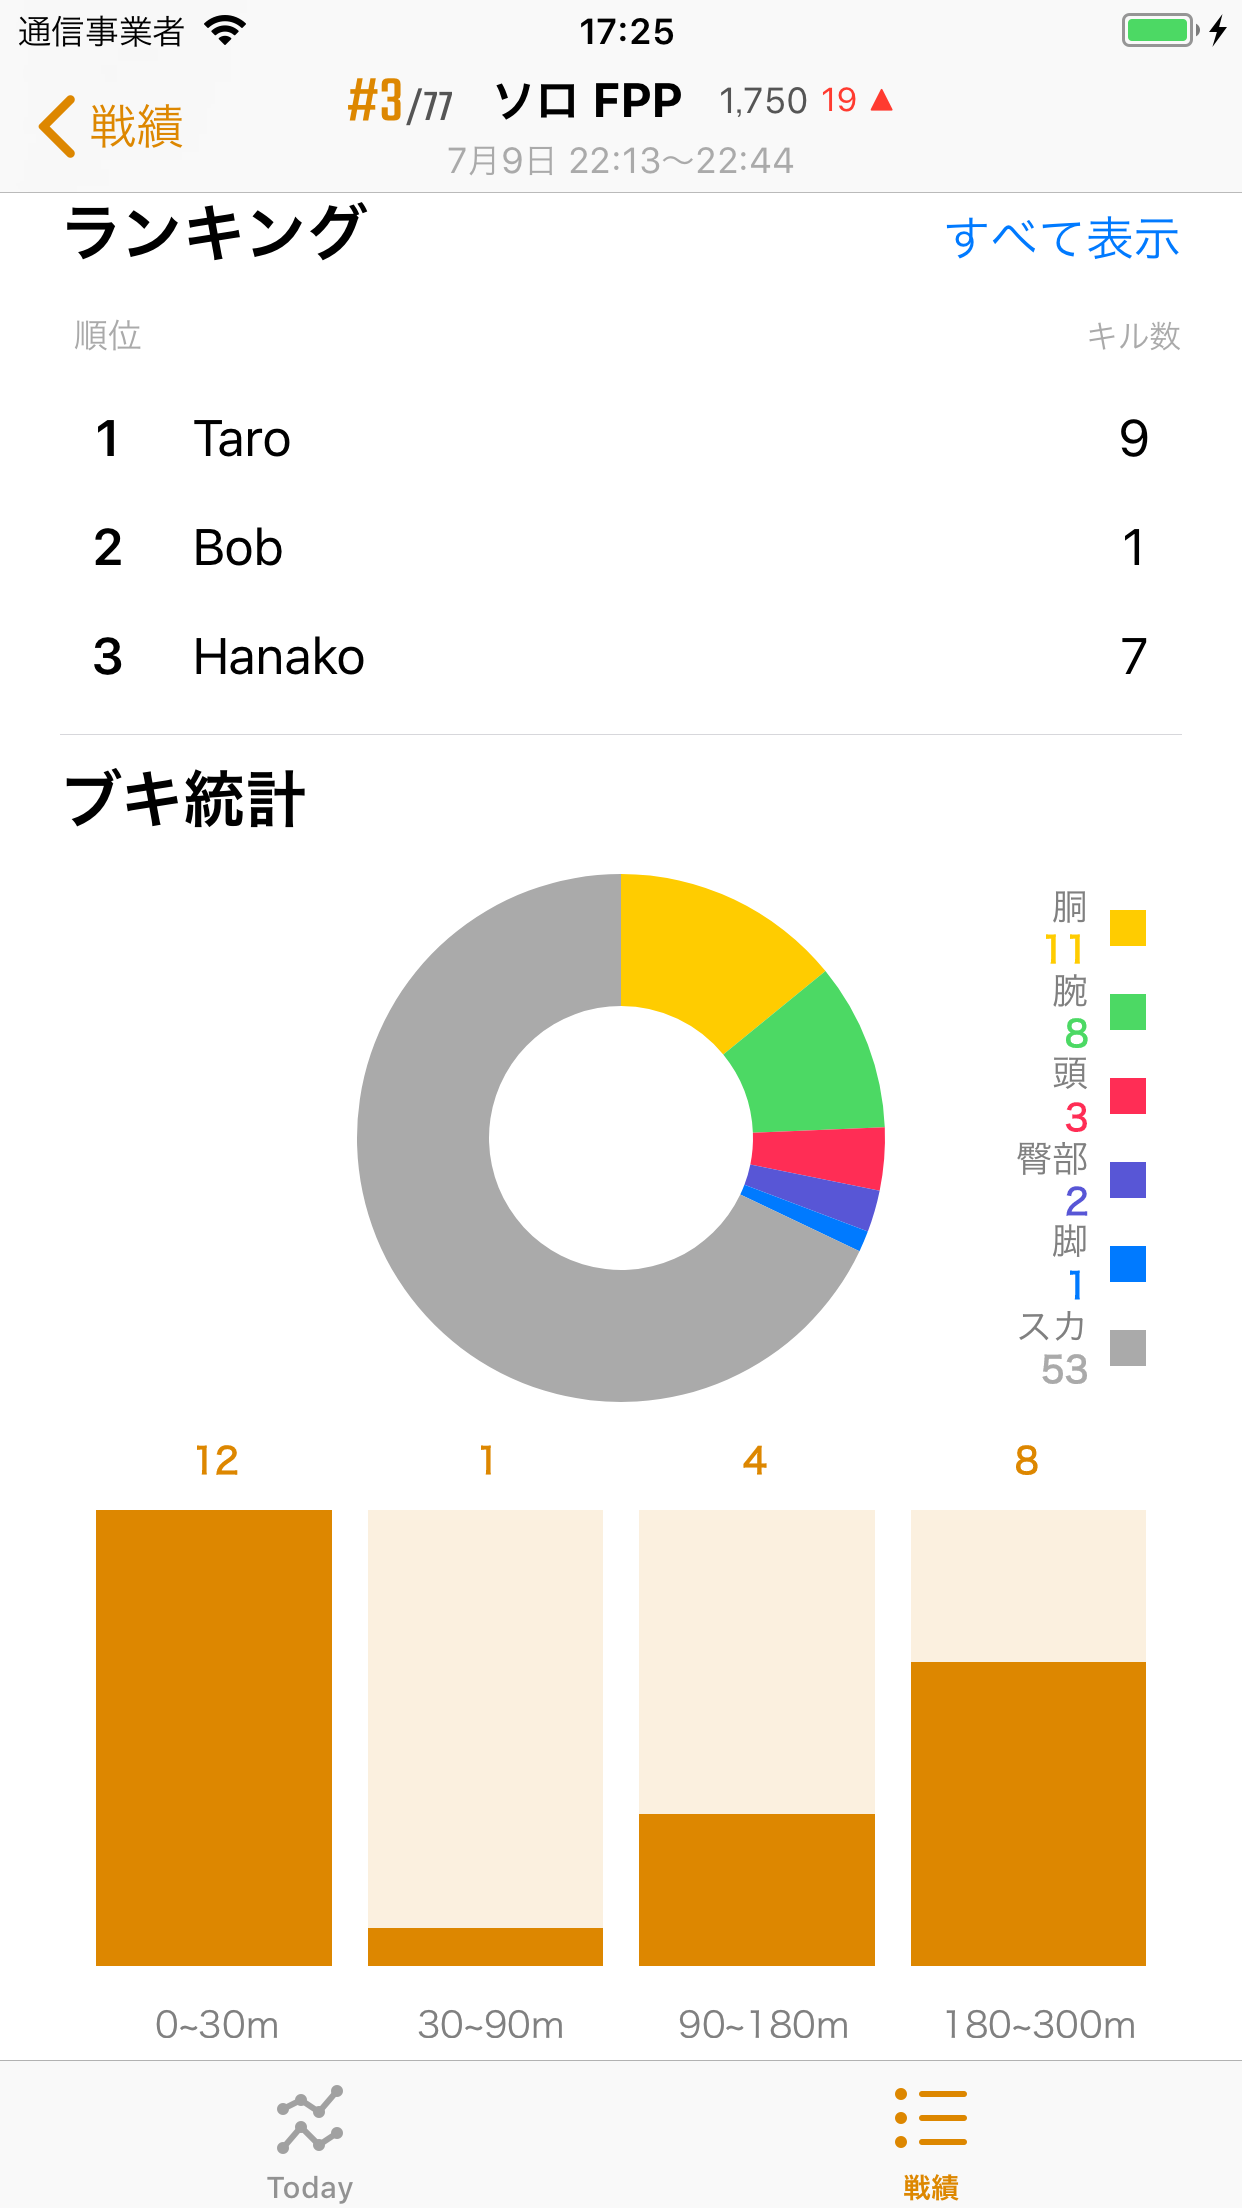 通信事業者 17:25
戦績 #3/77 ソロ FPP 1,750 19 ▲
7月9日 22:13〜22:44
ランキング すべて表示
順位 キル数
1 Taro 9
2 Bob 1
3 Hanako 7
ブキ統計
胴
11
腕
8
頭
3
臀部
2
脚
1
スカ
53
12 1 4 8
0~30m 30~90m 90~180m 180~300m
Today 戦績